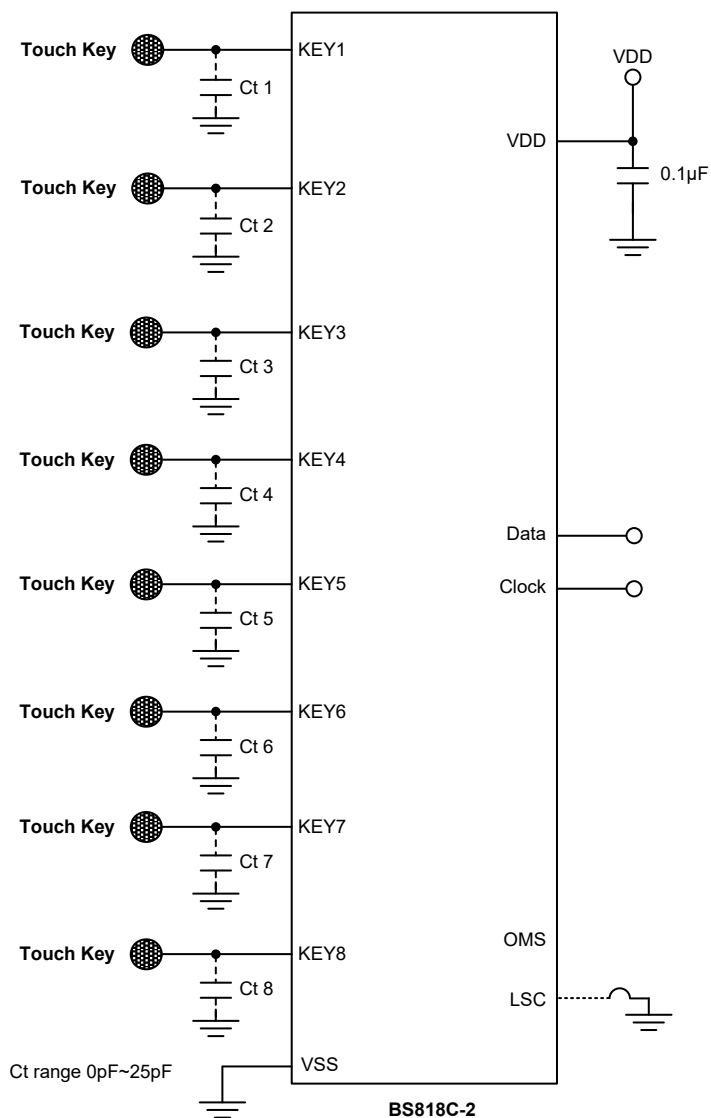 Touch Key
KEY1
Ct 1
VDD
VDD
0.1µF
Touch Key
KEY2
Ct 2
Touch Key
KEY3
Ct 3
Touch Key
KEY4
Ct 4
Data
Touch Key
KEY5
Clock
Ct 5
Touch Key
KEY6
Ct 6
Touch Key
KEY7
Ct 7
Touch Key
KEY8
OMS
Ct 8
LSC
Ct range 0pF~25pF
VSS
BS818C-2